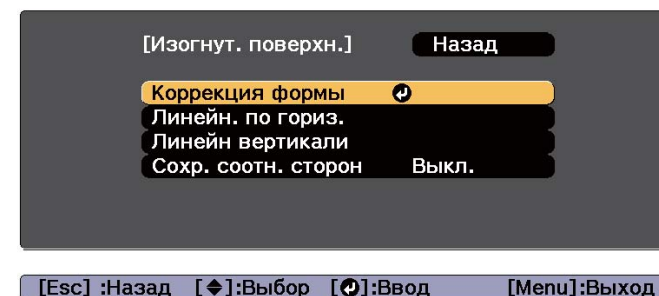 [Изогнут. поверхн.] Назад
Коррекция формы
Линейн. по гориз.
Линейн вертикали
Сохр. соотн. сторон Выкл.
[Esc] :Назад [◆]:Выбор [↵]:Ввод [Menu]:Выход